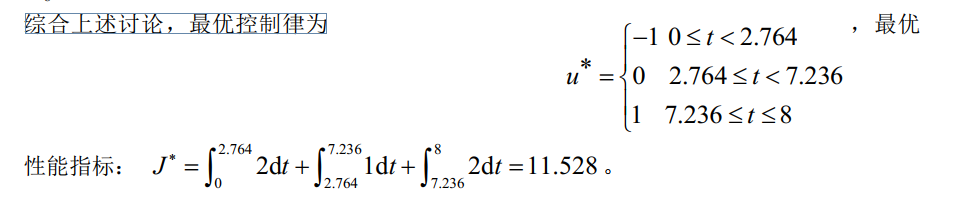 综合上述讨论，最优控制律为 u* = { -1 0 ≤ t < 2.764 ，最优
0 2.764 ≤ t < 7.236
1 7.236 ≤ t ≤ 8
性能指标： J* = ∫₀^2.764 2dt + ∫_2.764^7.236 1dt + ∫_7.236^8 2dt = 11.528 。